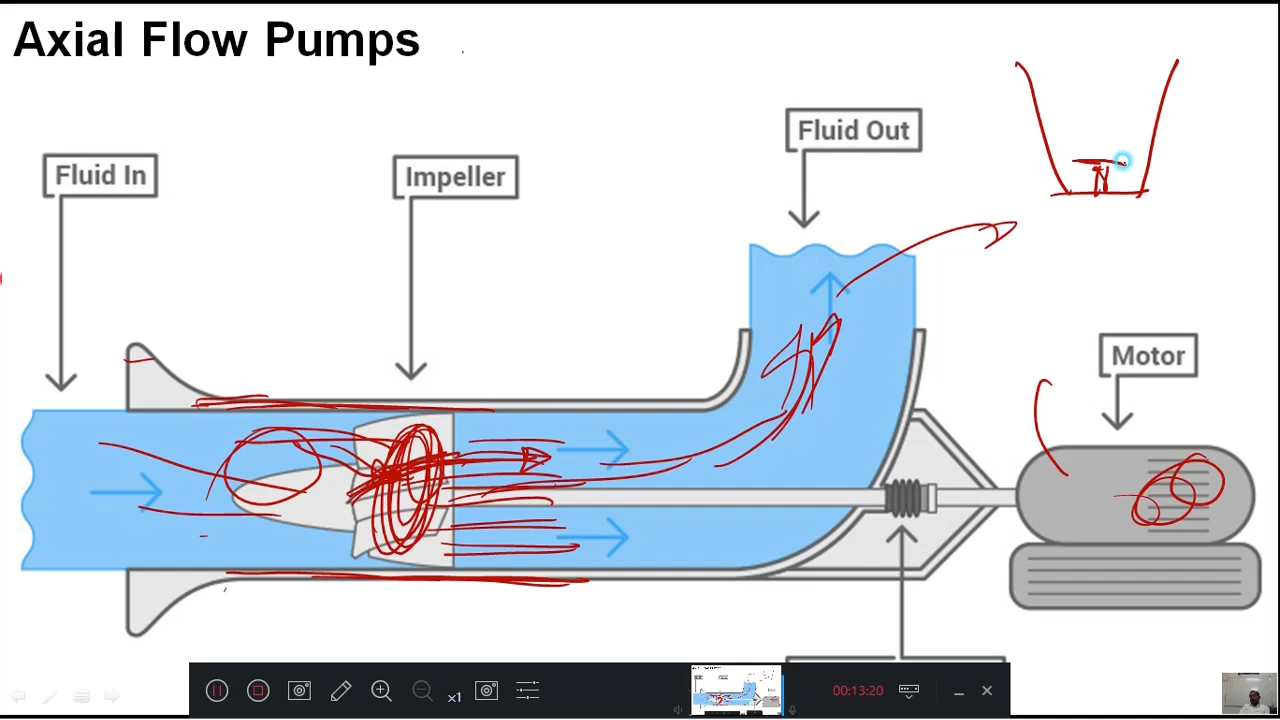 Axial Flow Pumps
Fluid Out
Fluid In
Impeller
Motor
x1
00:13:20